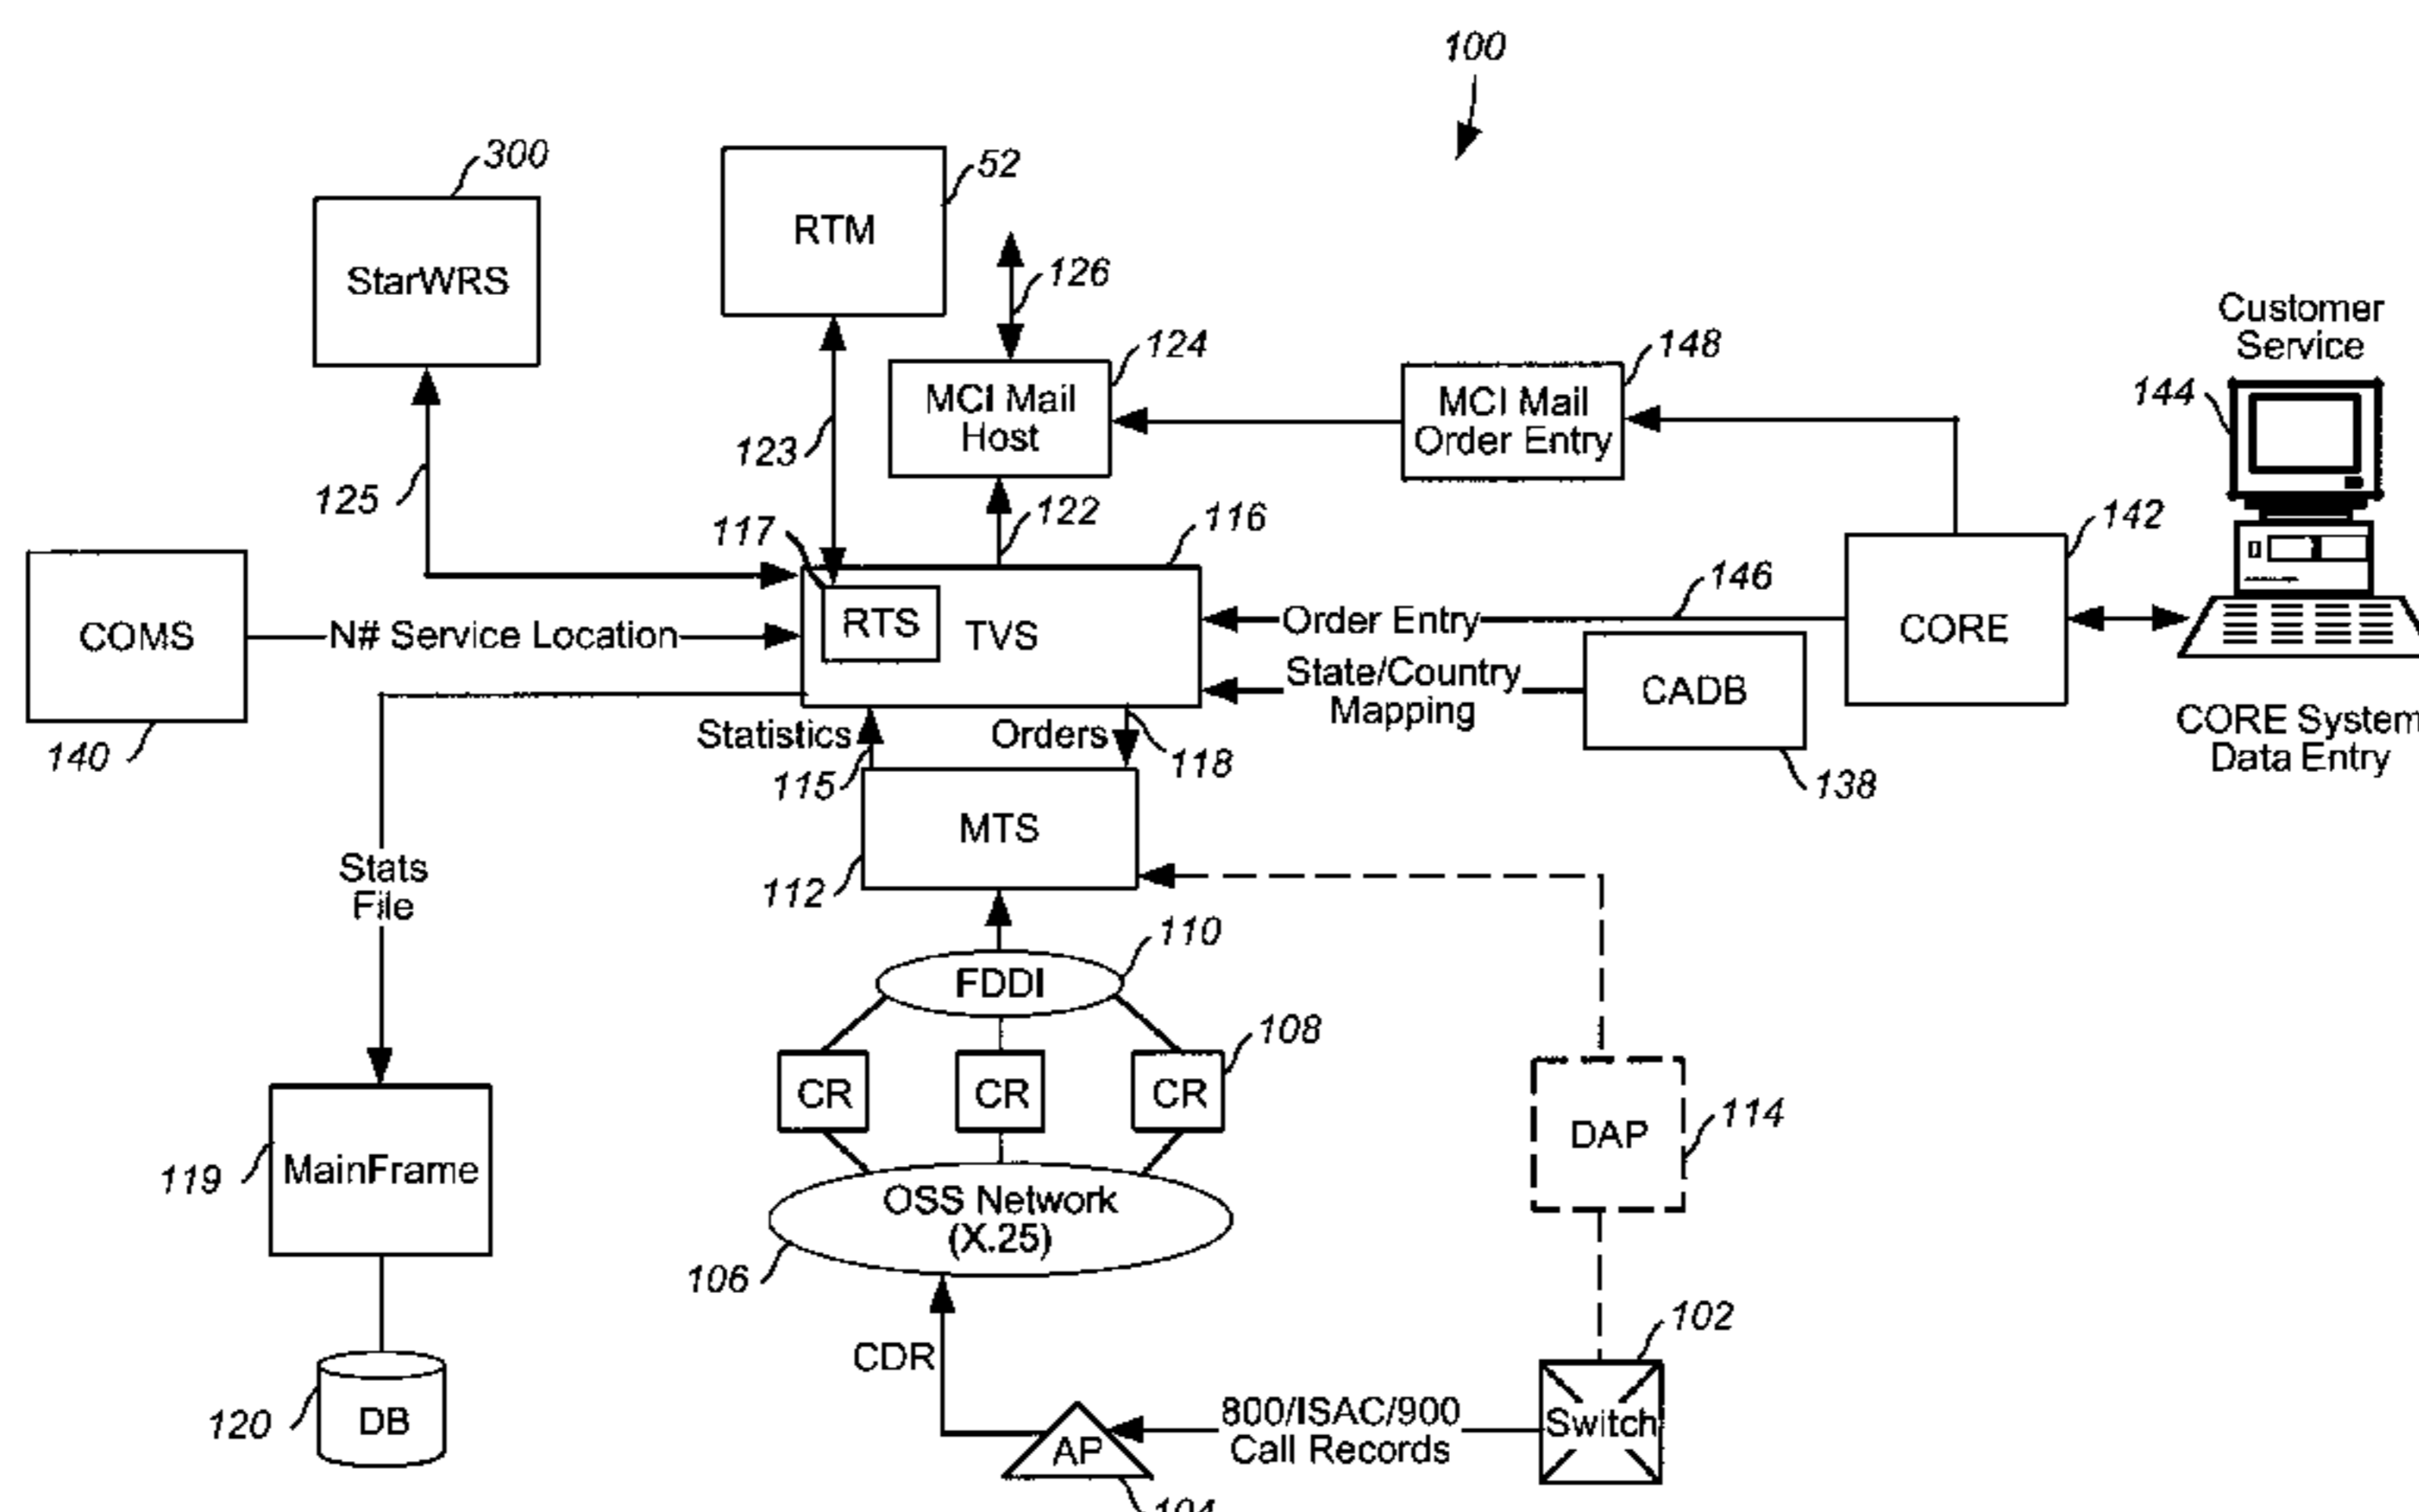 100
300
52
StarWRS
RTM
126
124
148
MCI Mail
Host
MCI Mail
Order Entry
Customer
Service
144
123
125
117
122
116
142
146
COMS
N# Service Location
RTS
TVS
Order Entry
CORE
State/Country
Mapping
CADB
140
Statistics
Orders
115
118
138
CORE System
Data Entry
MTS
112
Stats
File
110
FDDI
108
CR
CR
CR
DAP
114
119
MainFrame
OSS Network
(X.25)
106
102
CDR
120
DB
AP
800/ISAC/900
Call Records
Switch
104